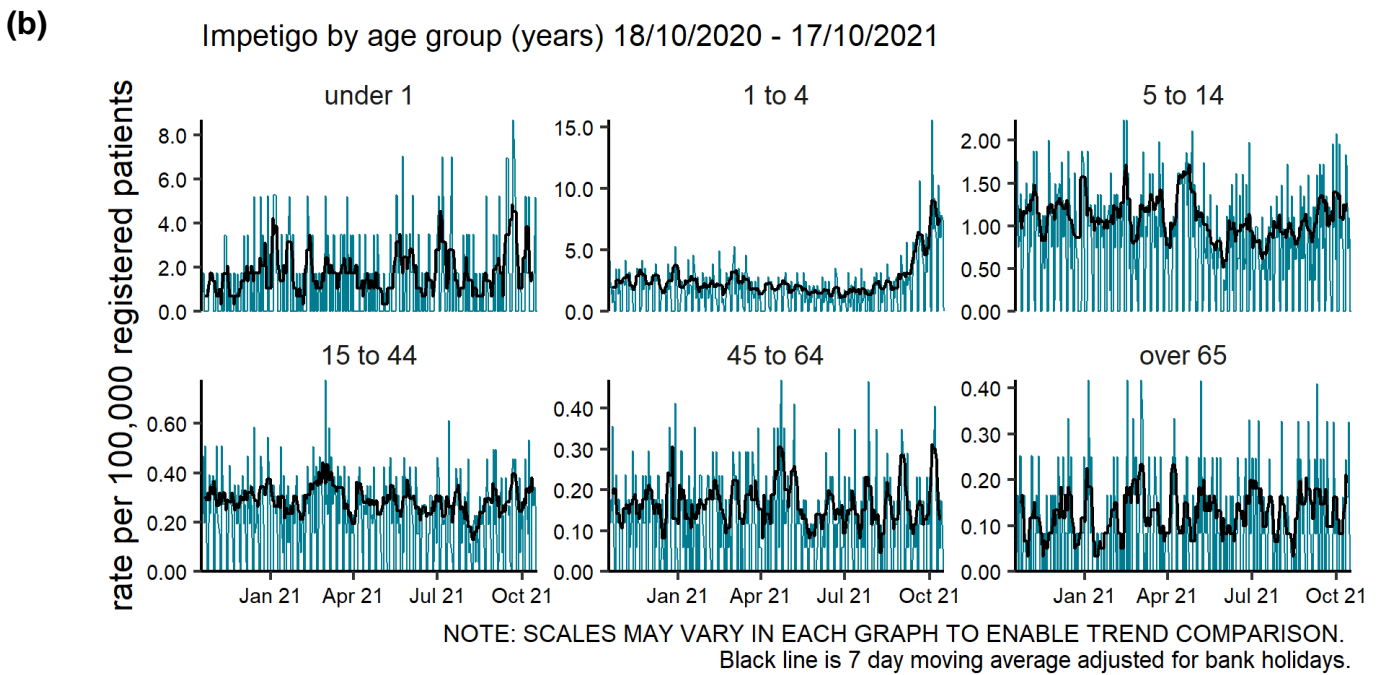 (b)
Impetigo by age group (years) 18/10/2020 - 17/10/2021
rate per 100,000 registered patients
under 1
8.0
6.0
4.0
2.0
0.0
1 to 4
15.0
10.0
5.0
0.0
5 to 14
2.00
1.50
1.00
0.50
0.00
15 to 44
0.60
0.40
0.20
0.00
Jan 21 Apr 21 Jul 21 Oct 21
45 to 64
0.40
0.30
0.20
0.10
0.00
Jan 21 Apr 21 Jul 21 Oct 21
over 65
0.40
0.30
0.20
0.10
0.00
Jan 21 Apr 21 Jul 21 Oct 21
NOTE: SCALES MAY VARY IN EACH GRAPH TO ENABLE TREND COMPARISON.
Black line is 7 day moving average adjusted for bank holidays.